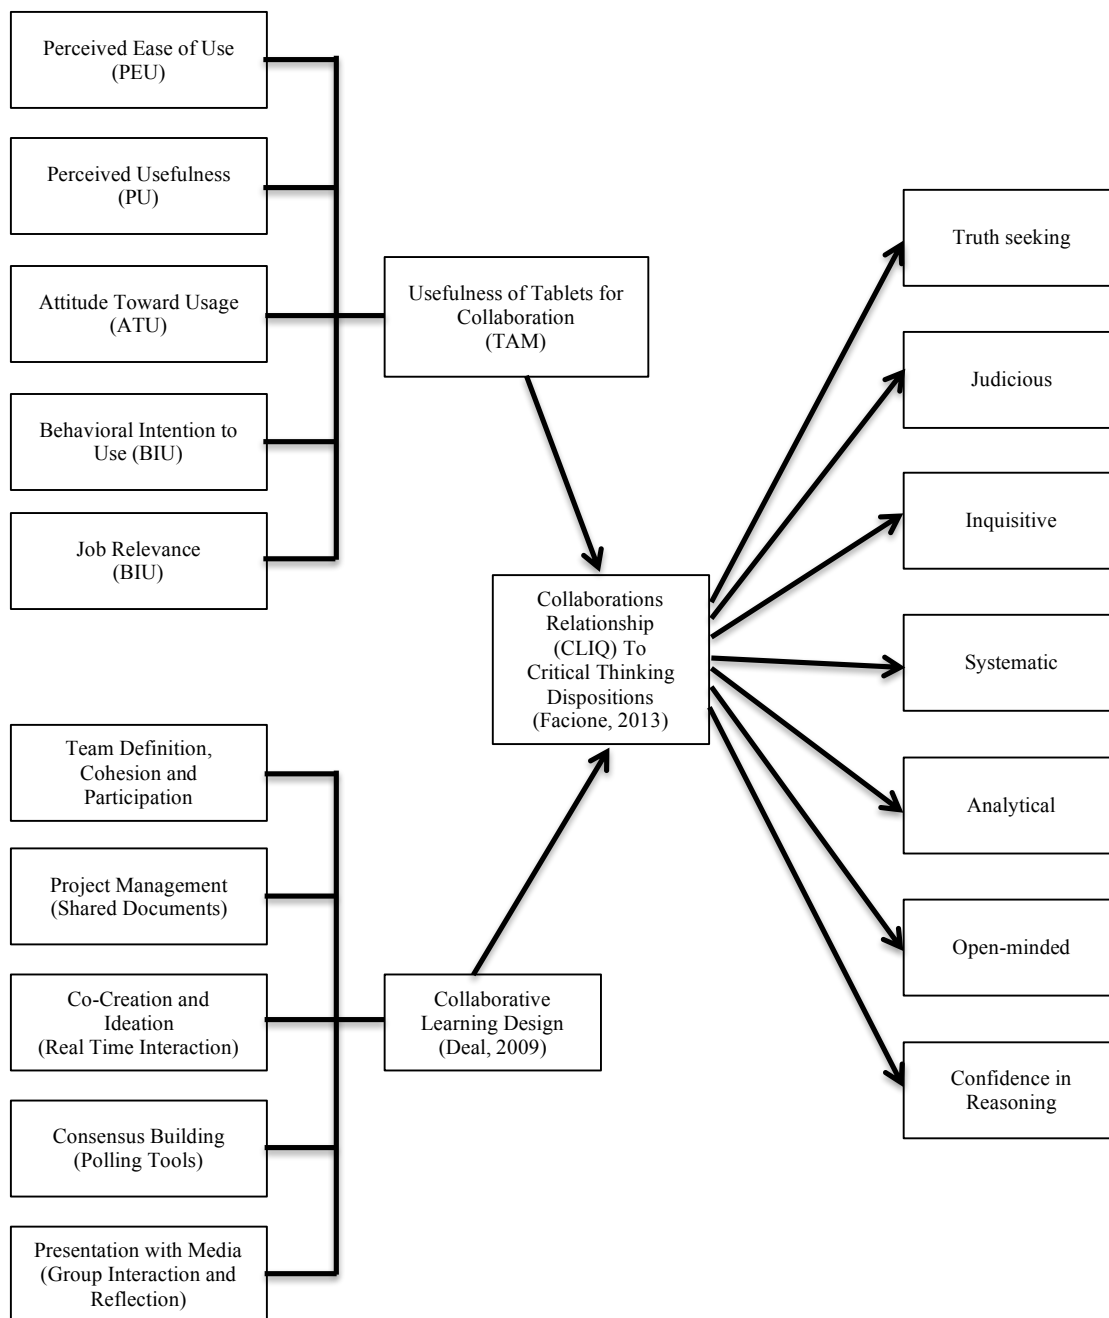 Perceived Ease of Use
(PEU)
Perceived Usefulness
(PU)
Attitude Toward Usage
(ATU)
Behavioral Intention to
Use (BIU)
Job Relevance
(BIU)
Usefulness of Tablets for
Collaboration
(TAM)
Team Definition,
Cohesion and
Participation
Project Management
(Shared Documents)
Co-Creation and
Ideation
(Real Time Interaction)
Consensus Building
(Polling Tools)
Presentation with Media
(Group Interaction and
Reflection)
Collaborative
Learning Design
(Deal, 2009)
Collaborations
Relationship
(CLIQ) To
Critical Thinking
Dispositions
(Facione, 2013)
Truth seeking
Judicious
Inquisitive
Systematic
Analytical
Open-minded
Confidence in
Reasoning